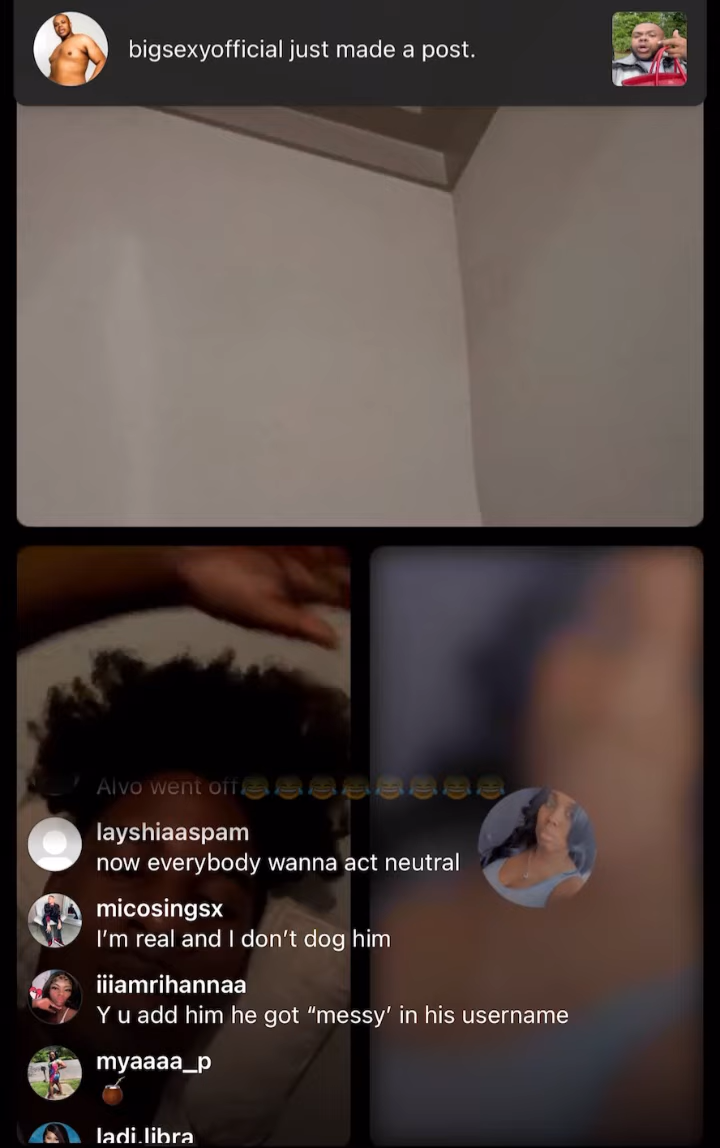 bigsexyofficial just made a post.
Alvo went off😂😂😂😂😂😂😂😂
layshiaaspam
now everybody wanna act neutral
micosingsx
I’m real and I don’t dog him
iiiamrihannaa
Y u add him he got “messy’ in his username
myaaaa_p
🧉
ladi.libra